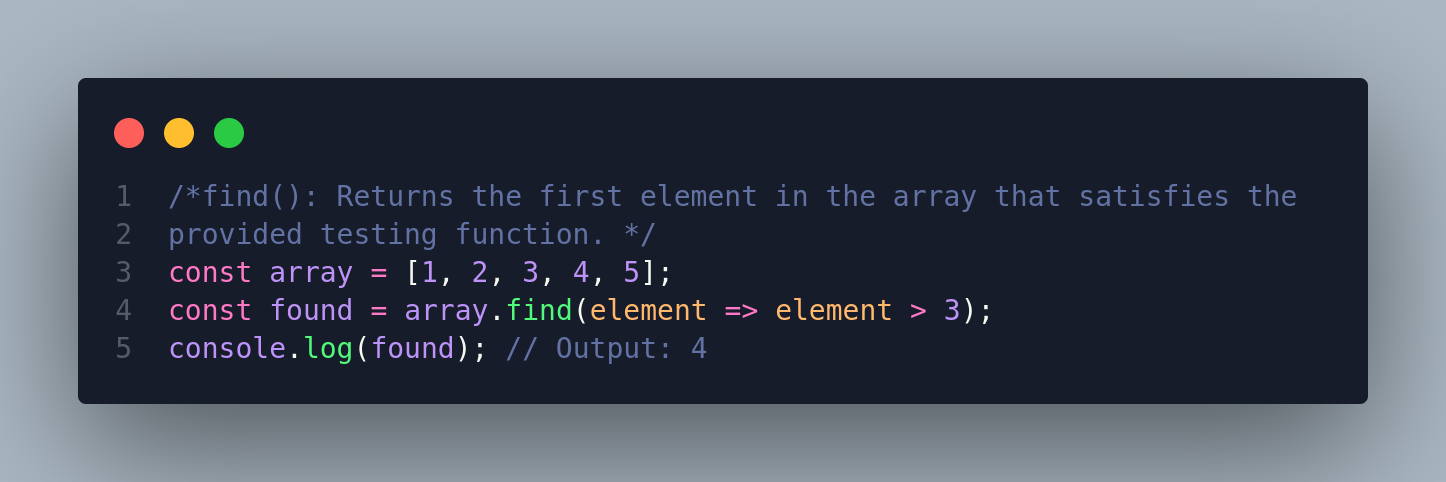 1 /*find(): Returns the first element in the array that satisfies the
2 provided testing function. */
3 const array = [1, 2, 3, 4, 5];
4 const found = array.find(element => element > 3);
5 console.log(found); // Output: 4